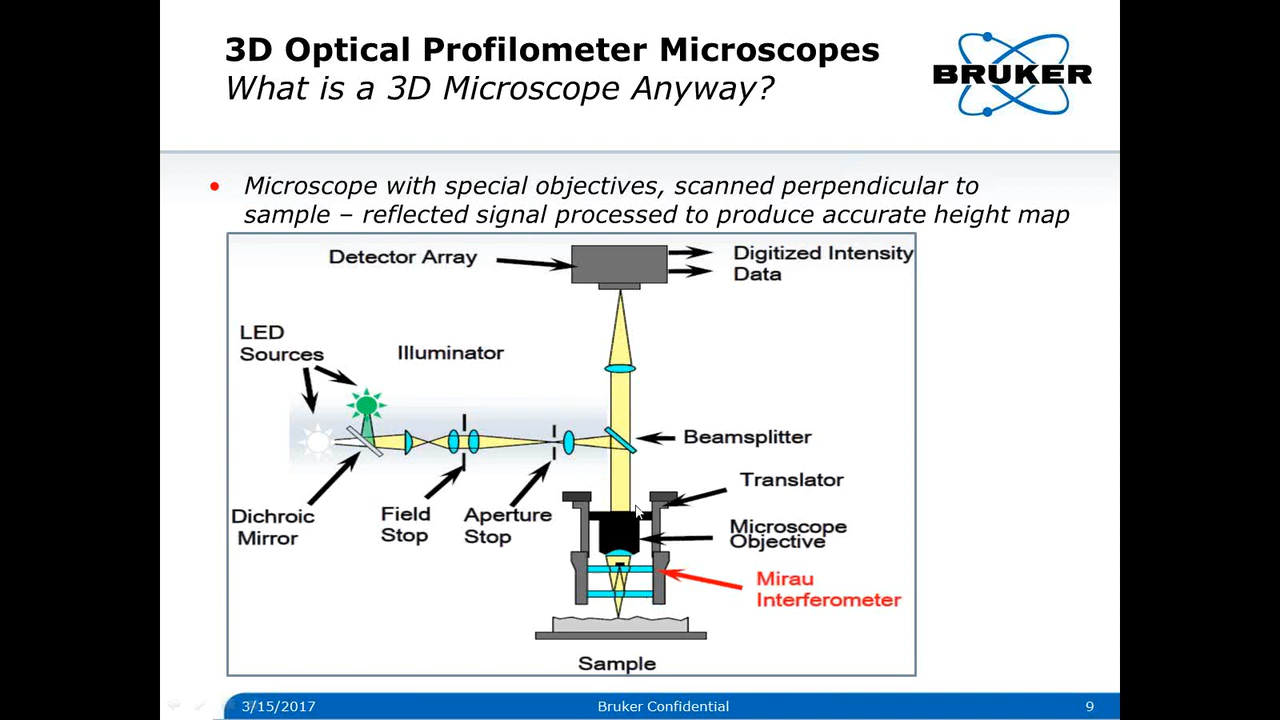 3D Optical Profilometer Microscopes
What is a 3D Microscope Anyway?
BRUKER
• Microscope with special objectives, scanned perpendicular to
sample – reflected signal processed to produce accurate height map
Detector Array
Digitized Intensity
Data
LED
Sources
Illuminator
Beamsplitter
Translator
Dichroic
Mirror
Field
Stop
Aperture
Stop
Microscope
Objective
Mirau
Interferometer
Sample
3/15/2017
Bruker Confidential
9